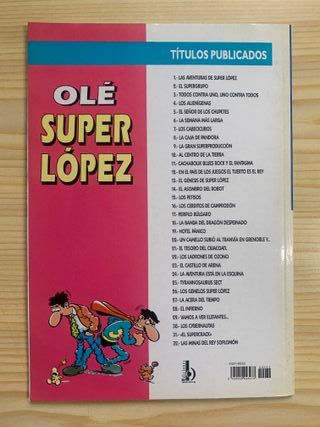 TÍTULOS PUBLICADOS
OLÉ
SUPER
LÓPEZ
1.- LAS AVENTURAS DE SUPER LÓPEZ
2.- EL SUPERGRUPO
3.- TODOS CONTRA UNO, UNO CONTRA TODOS
4.- LOS ALIENÍGENAS
5.- EL SEÑOR DE LOS CHUPETES
6.- LA SEMANA MÁS LARGA
7.- LOS CABECICUBOS
8.- LA CAJA DE PANDORA
9.- LA GRAN SUPERPRODUCCIÓN
10.- AL CENTRO DE LA TIERRA
11.- CACHABOLIK BLUES ROCK Y EL FANTASMA
12.- EN EL PAÍS DE LOS JUEGOS EL TUERTO ES EL REY
13.- EL GÉNESIS DE SUPER LÓPEZ
14.- EL ASOMBRO DEL ROBOT
15.- LOS PETISOS
16.- LOS CERDITOS DE CAMPRODÓN
17.- PERIPLO BÚLGARO
18.- LA BANDA DEL DRAGÓN DESPEINADO
19.- HOTEL PÁNICO
20.- UN CAMELLO SUBIÓ AL TRANVÍA EN GRENOBLE Y...
21.- EL TESORO DEL CIUACOATL
22.- LOS LADRONES DE OZONO
23.- EL CASTILLO DE ARENA
24.- LA AVENTURA ESTÁ EN LA ESQUINA
25.- TYRANNOSAURUS SECT
26.- LOS GEMELOS SUPER LÓPEZ
27.- LA ACERA DEL TIEMPO
28.- EL INFIERNO
29.- VAMOS A VER ELEFANTES...
30.- LOS CYBERNAUTAS
31.- «EL SUPERCRACK»
32.- LAS MINAS DEL REY SOPLOMÓN